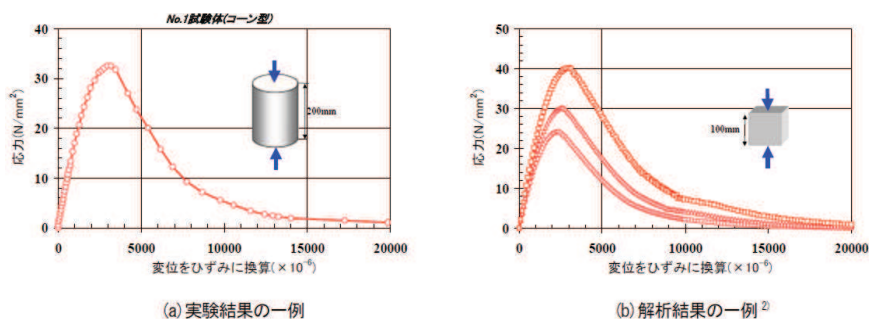 No.1試験体(コーン型)
応力(N/mm²)
40
30
20
10
0
200mm
0 5000 10000 15000 20000
変位をひずみに換算(×10⁻⁶)
(a) 実験結果の一例
応力(N/mm²)
50
40
30
20
10
0
100mm
0 5000 10000 15000 20000
変位をひずみに換算(×10⁻⁶)
(b) 解析結果の一例 ²⁾